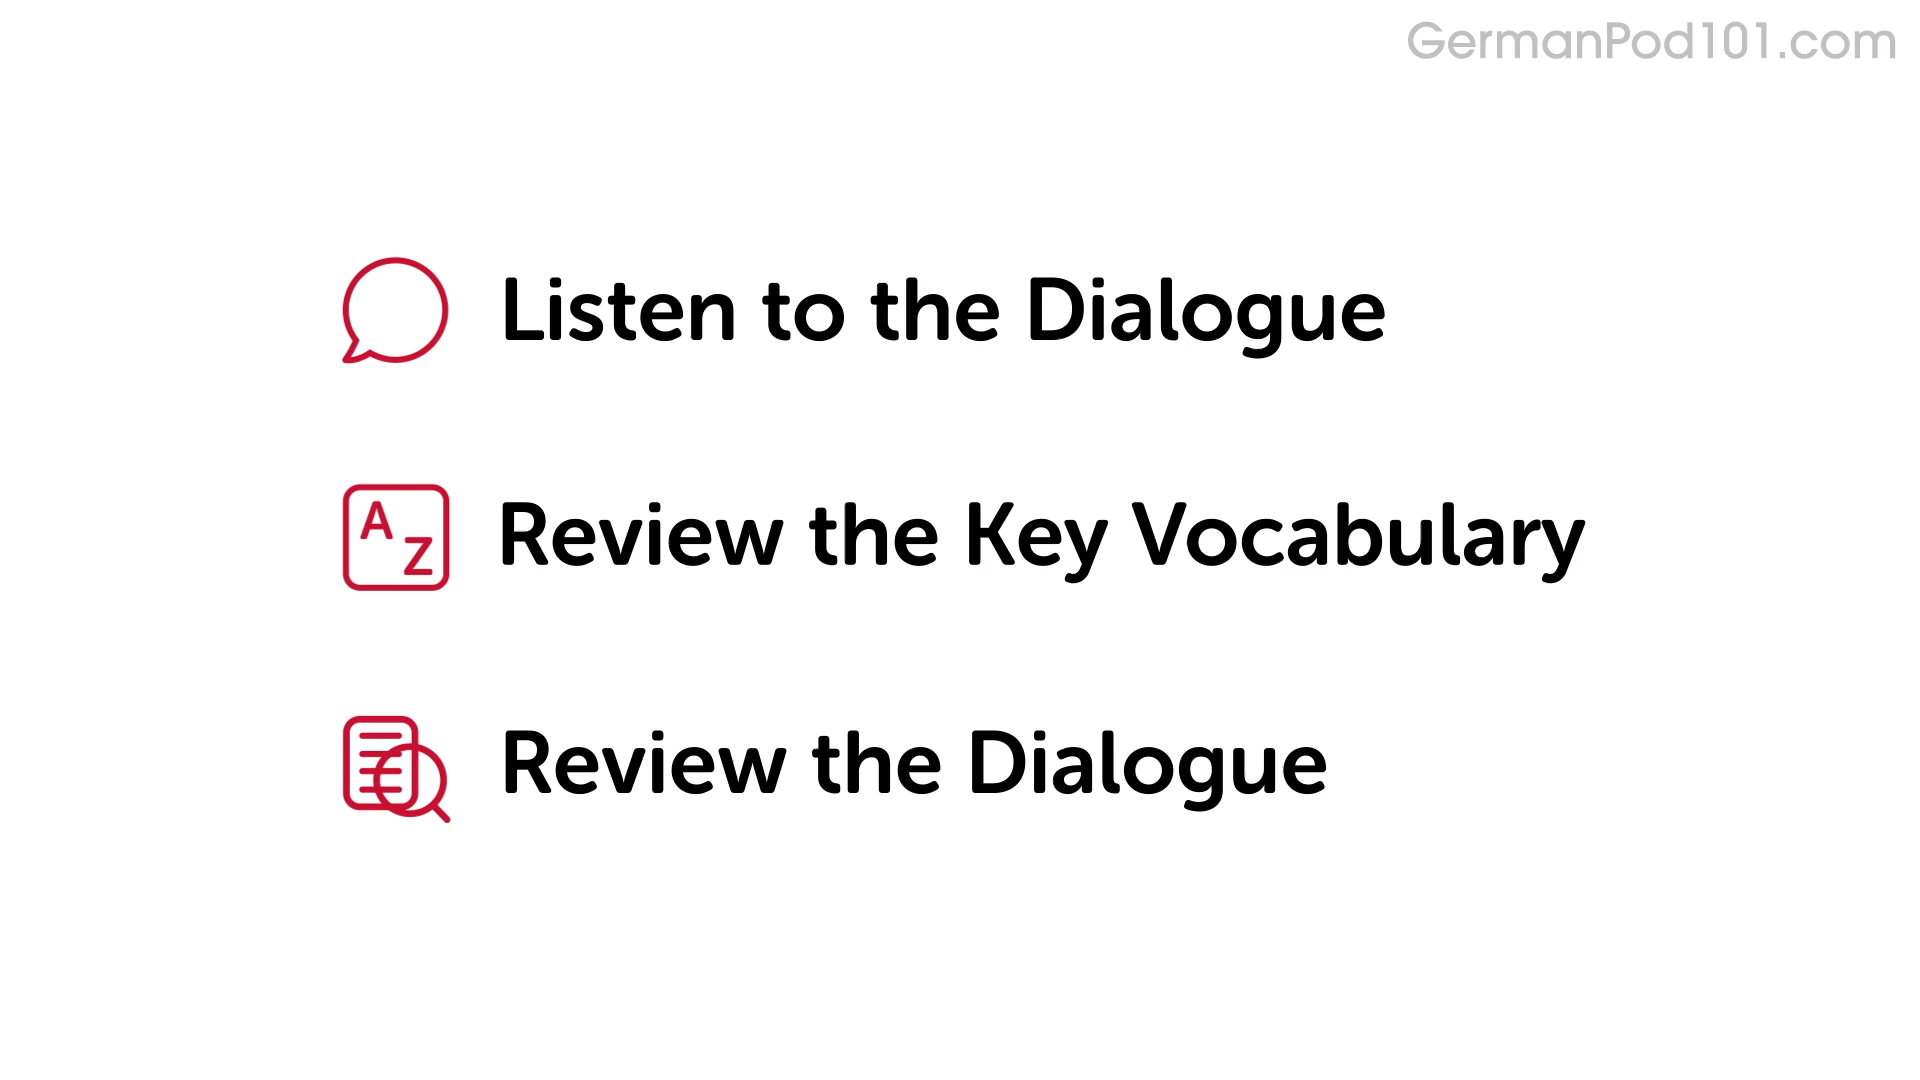 GermanPod101.com
Listen to the Dialogue
A
Z
Review the Key Vocabulary
Review the Dialogue